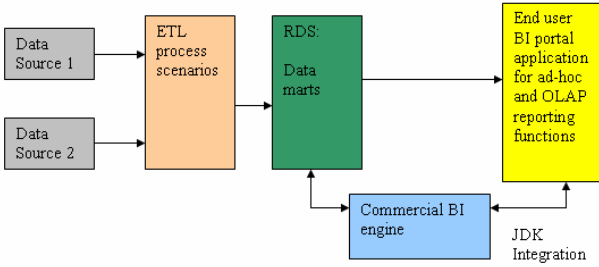 Data
Source 1
Data
Source 2
ETL
process
scenarios
RDS:
Data
marts
End user
BI portal
application
for ad-hoc
and OLAP
reporting
functions
Commercial BI
engine
JDK
Integration